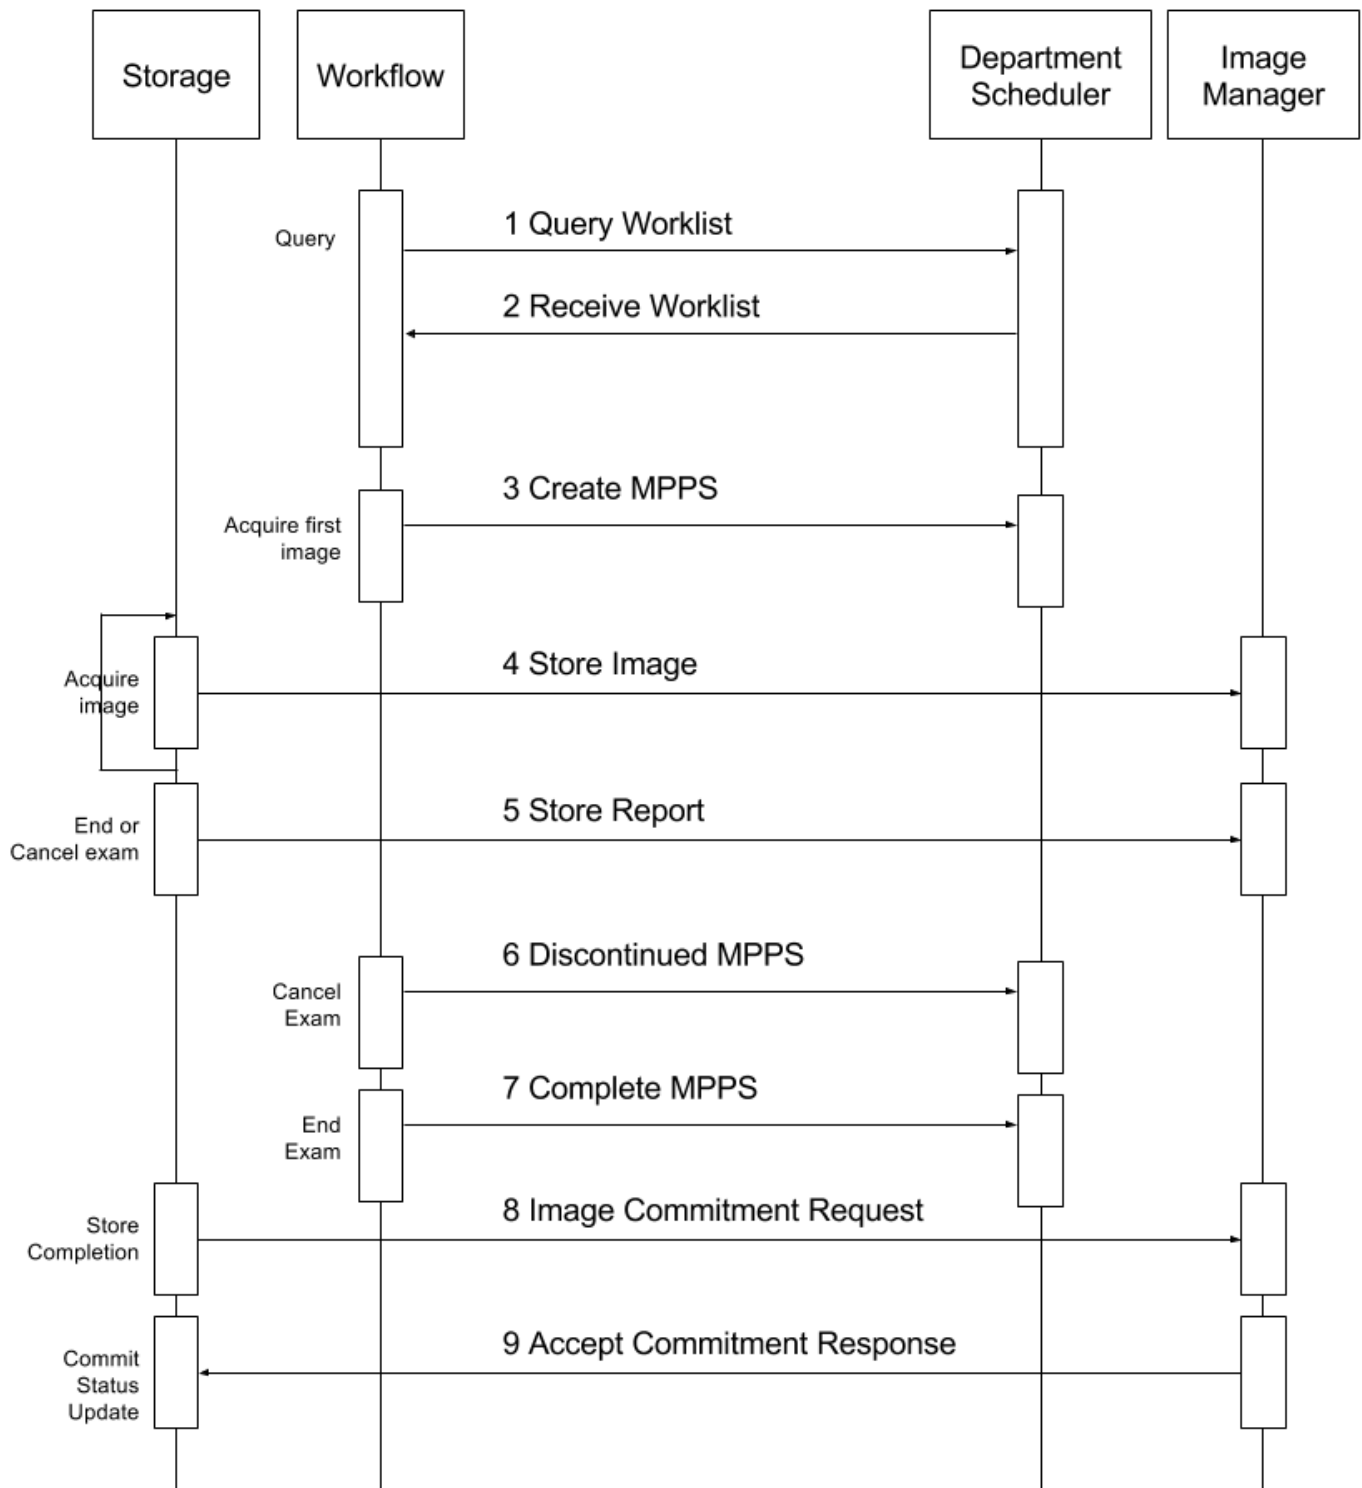 Storage
Workflow
Department
Scheduler
Image
Manager
Query
1 Query Worklist
2 Receive Worklist
3 Create MPPS
Acquire first
image
4 Store Image
Acquire
image
5 Store Report
End or
Cancel exam
6 Discontinued MPPS
Cancel
Exam
7 Complete MPPS
End
Exam
8 Image Commitment Request
Store
Completion
9 Accept Commitment Response
Commit
Status
Update